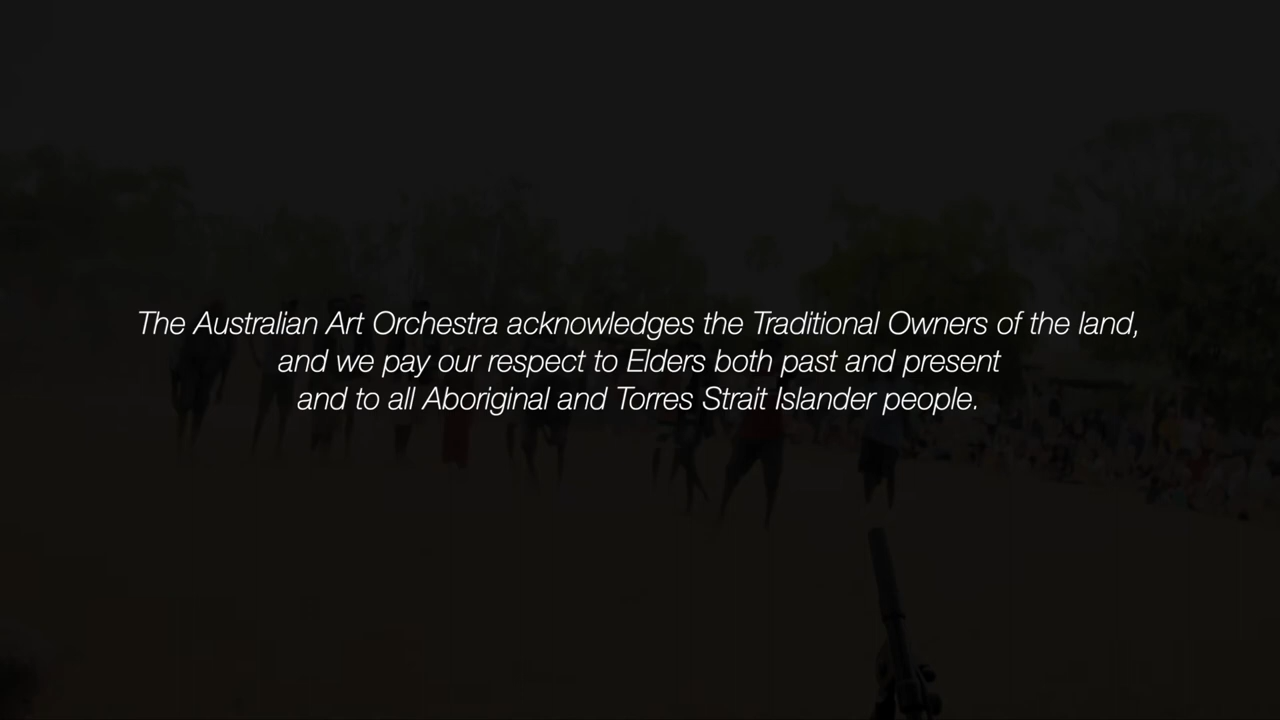 The Australian Art Orchestra acknowledges the Traditional Owners of the land,
and we pay our respect to Elders both past and present
and to all Aboriginal and Torres Strait Islander people.